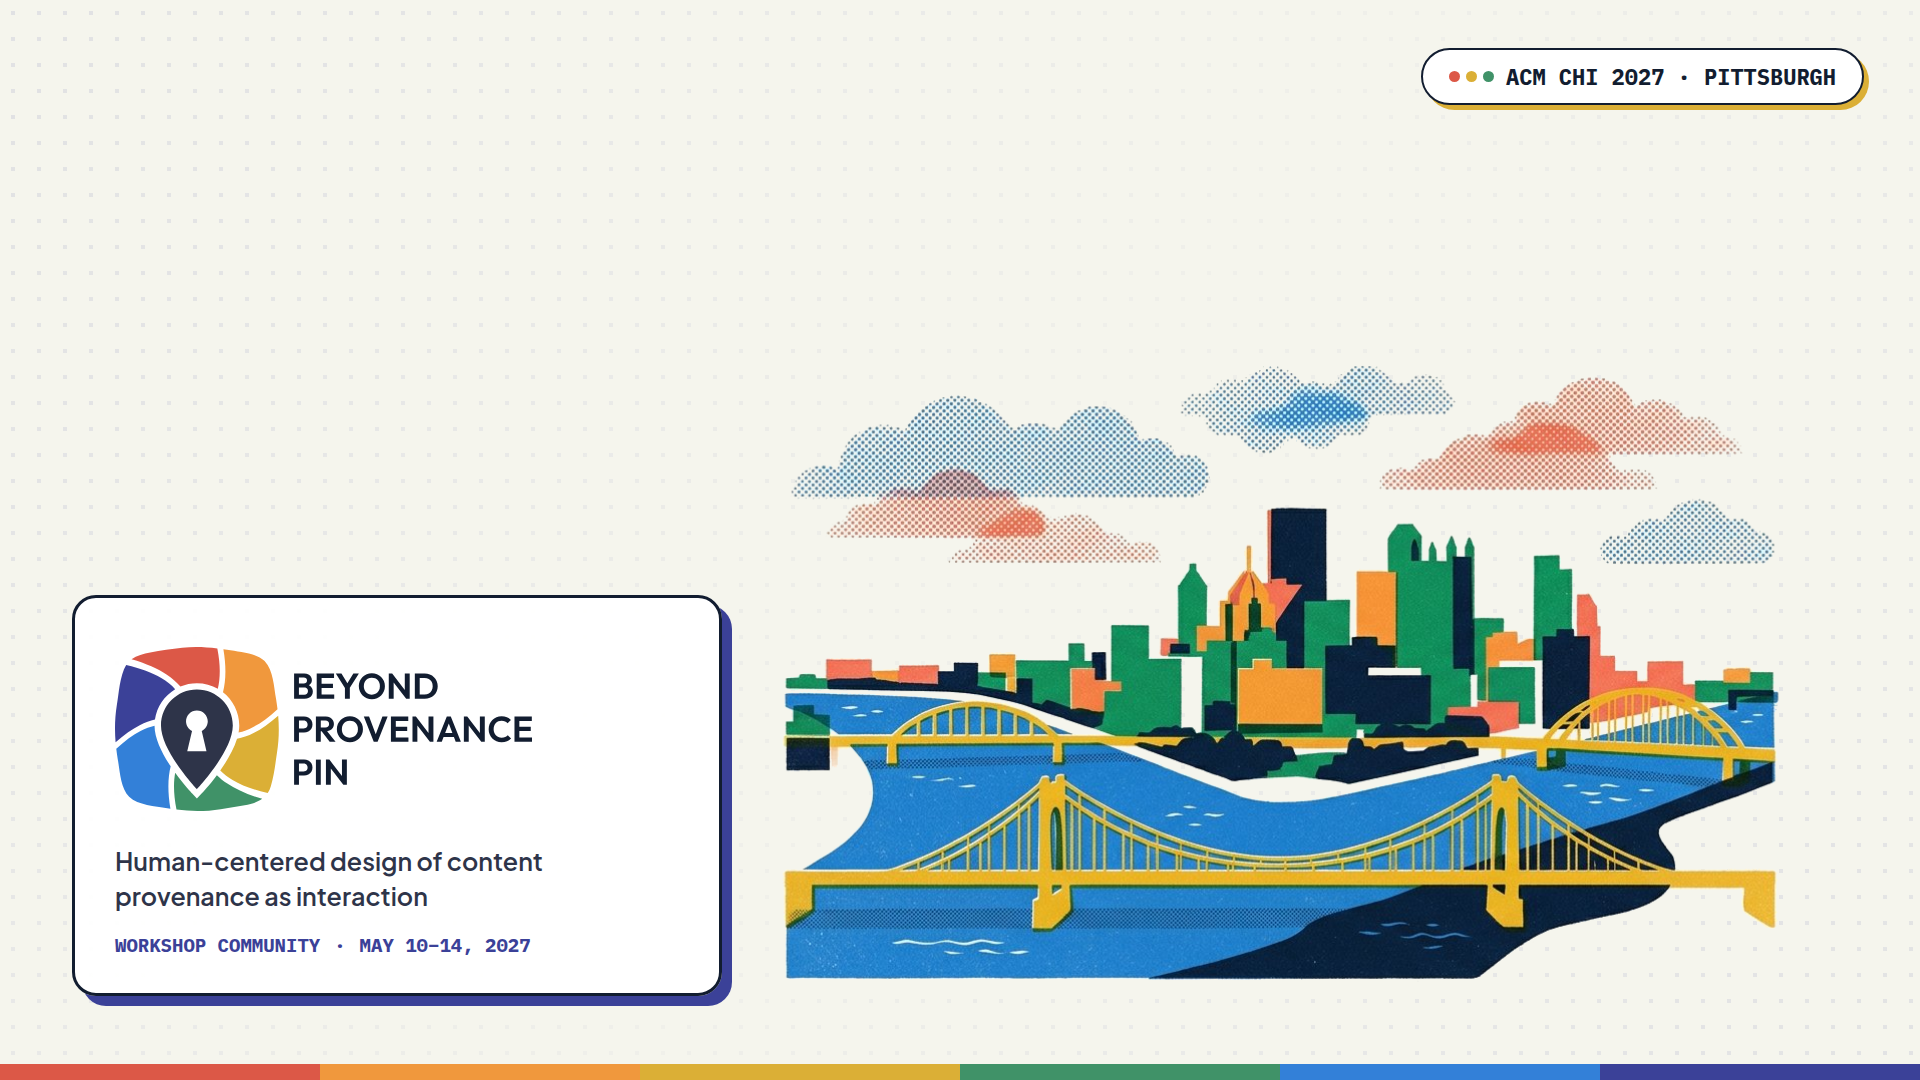 ACM CHI 2027 · PITTSBURGH
BEYOND
PROVENANCE
PIN
Human-centered design of content
provenance as interaction
WORKSHOP COMMUNITY · MAY 10–14, 2027